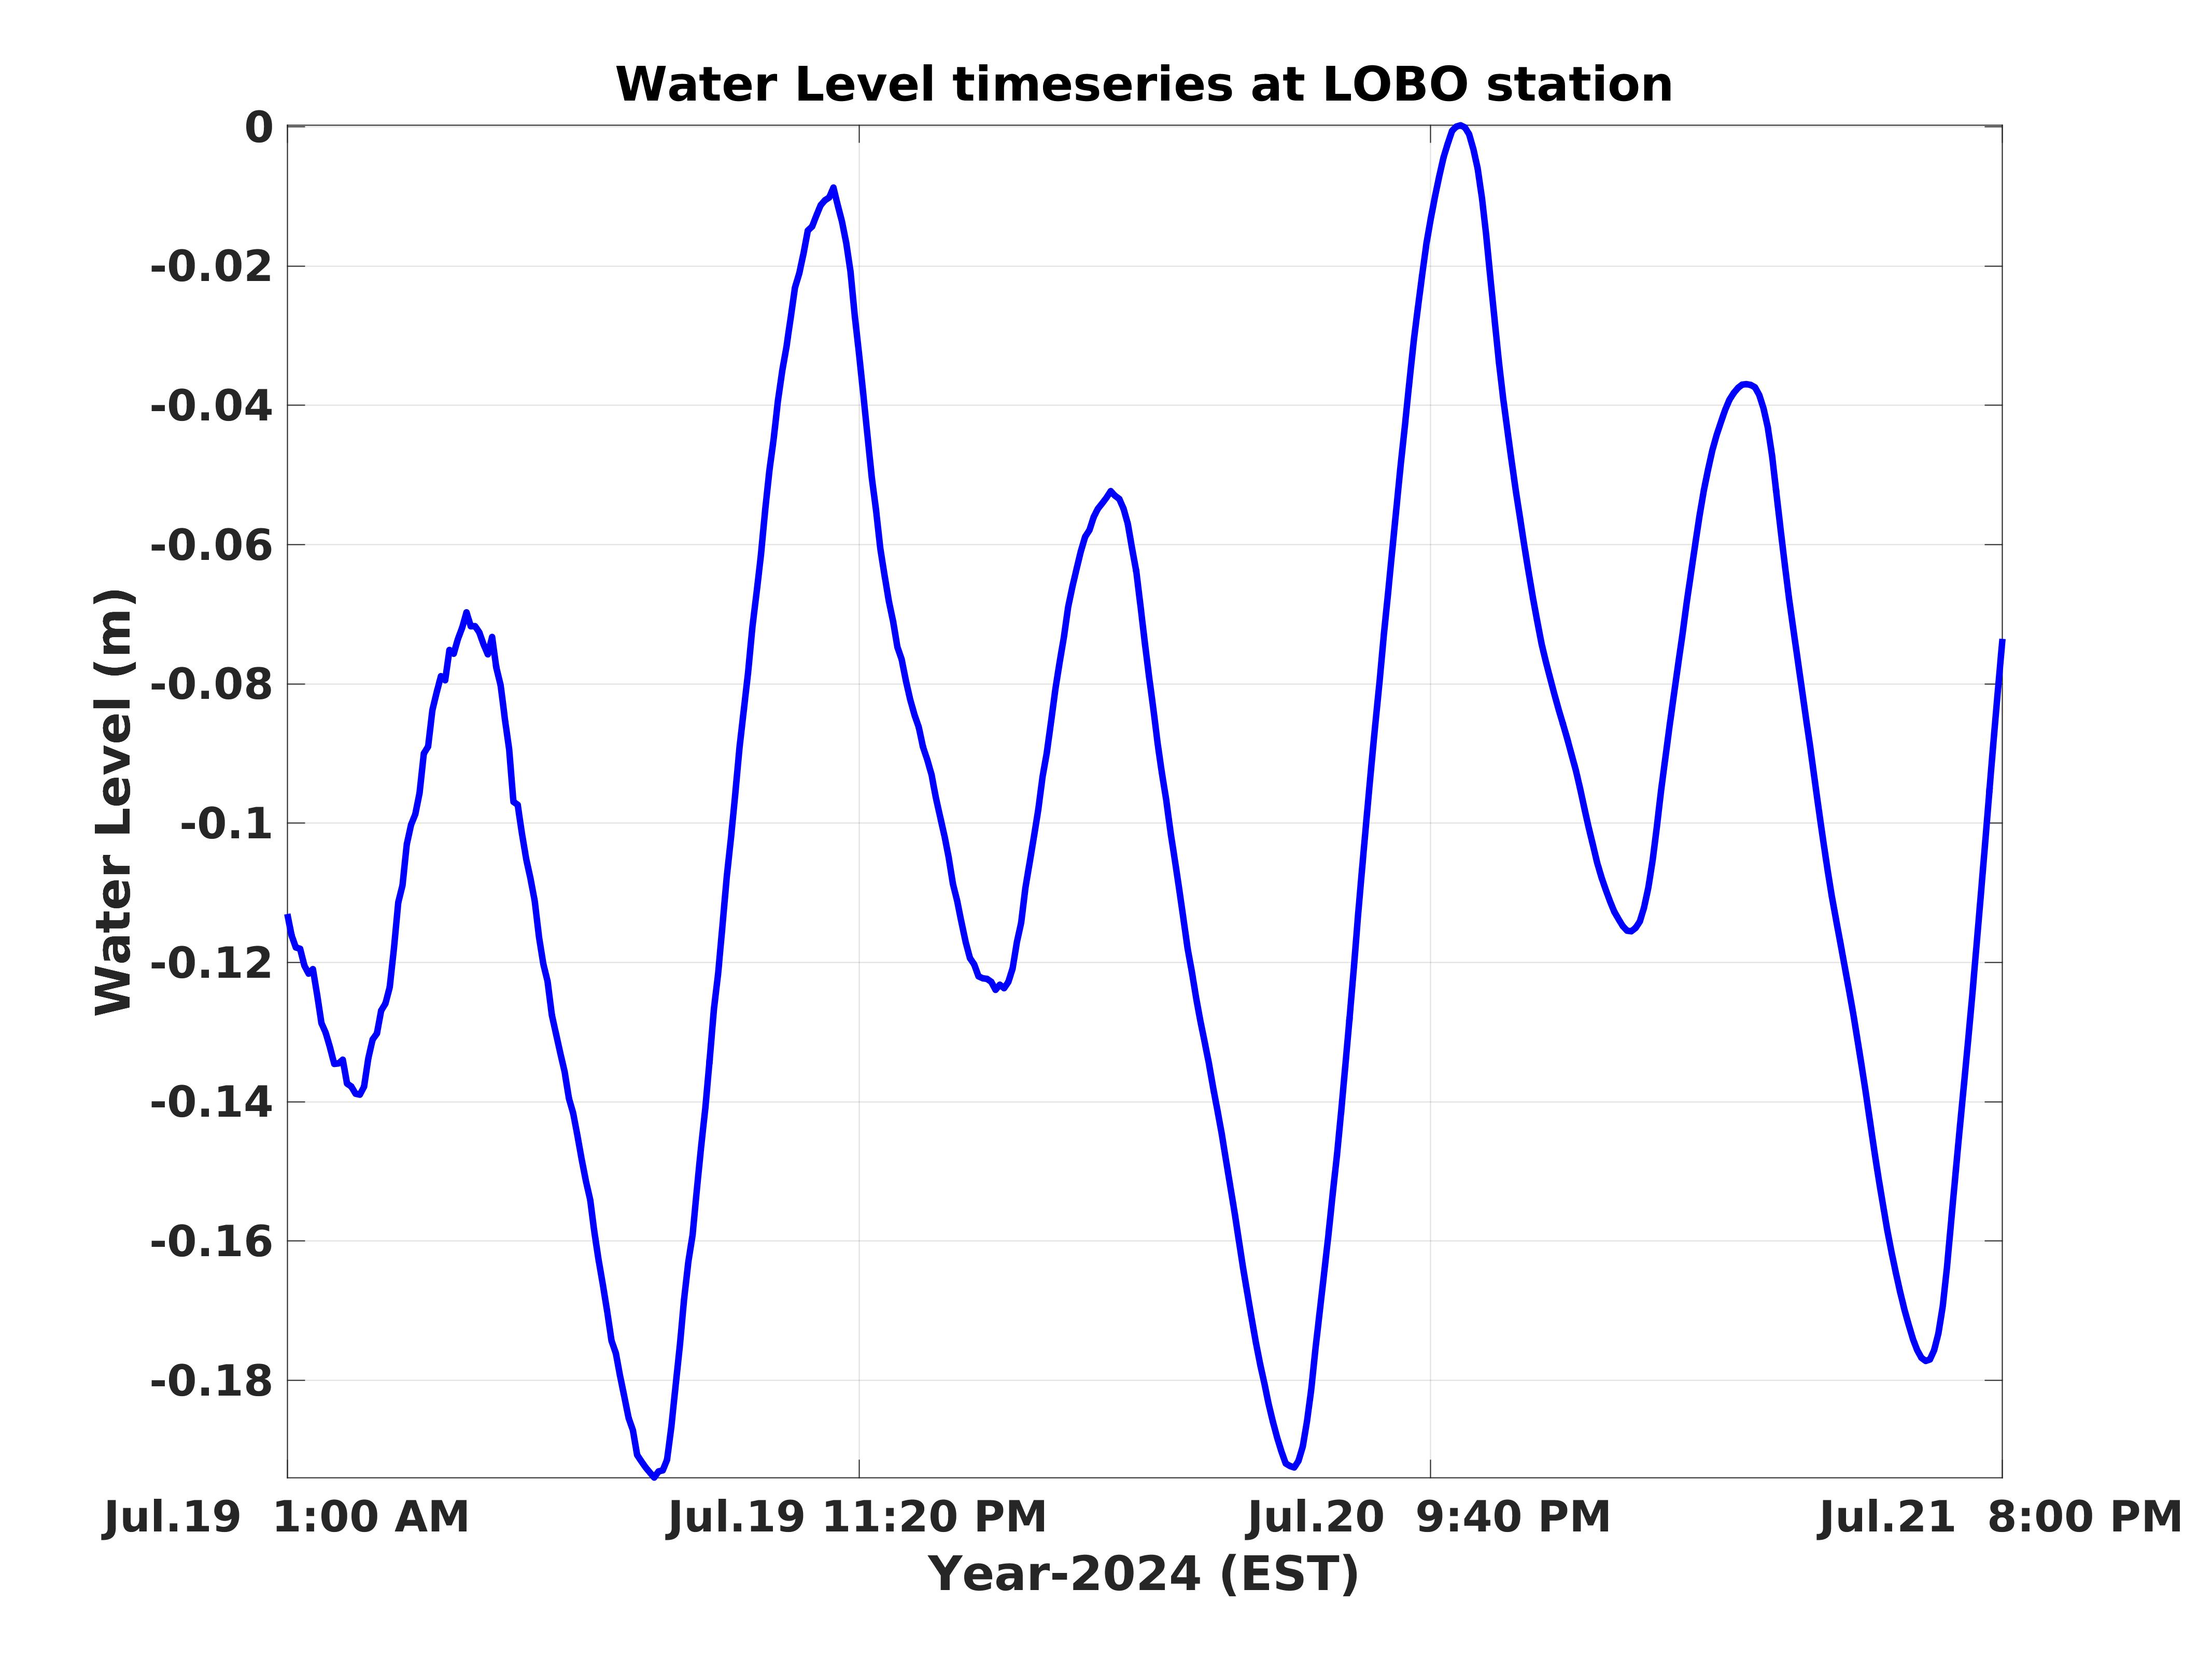 Water Level timeseries at LOBO station
0
-0.02
-0.04
-0.06
-0.08
-0.1
-0.12
-0.14
-0.16
-0.18
Water Level (m)
Jul.19  1:00 AM
Jul.19 11:20 PM
Jul.20  9:40 PM
Jul.21  8:00 PM
Year-2024 (EST)